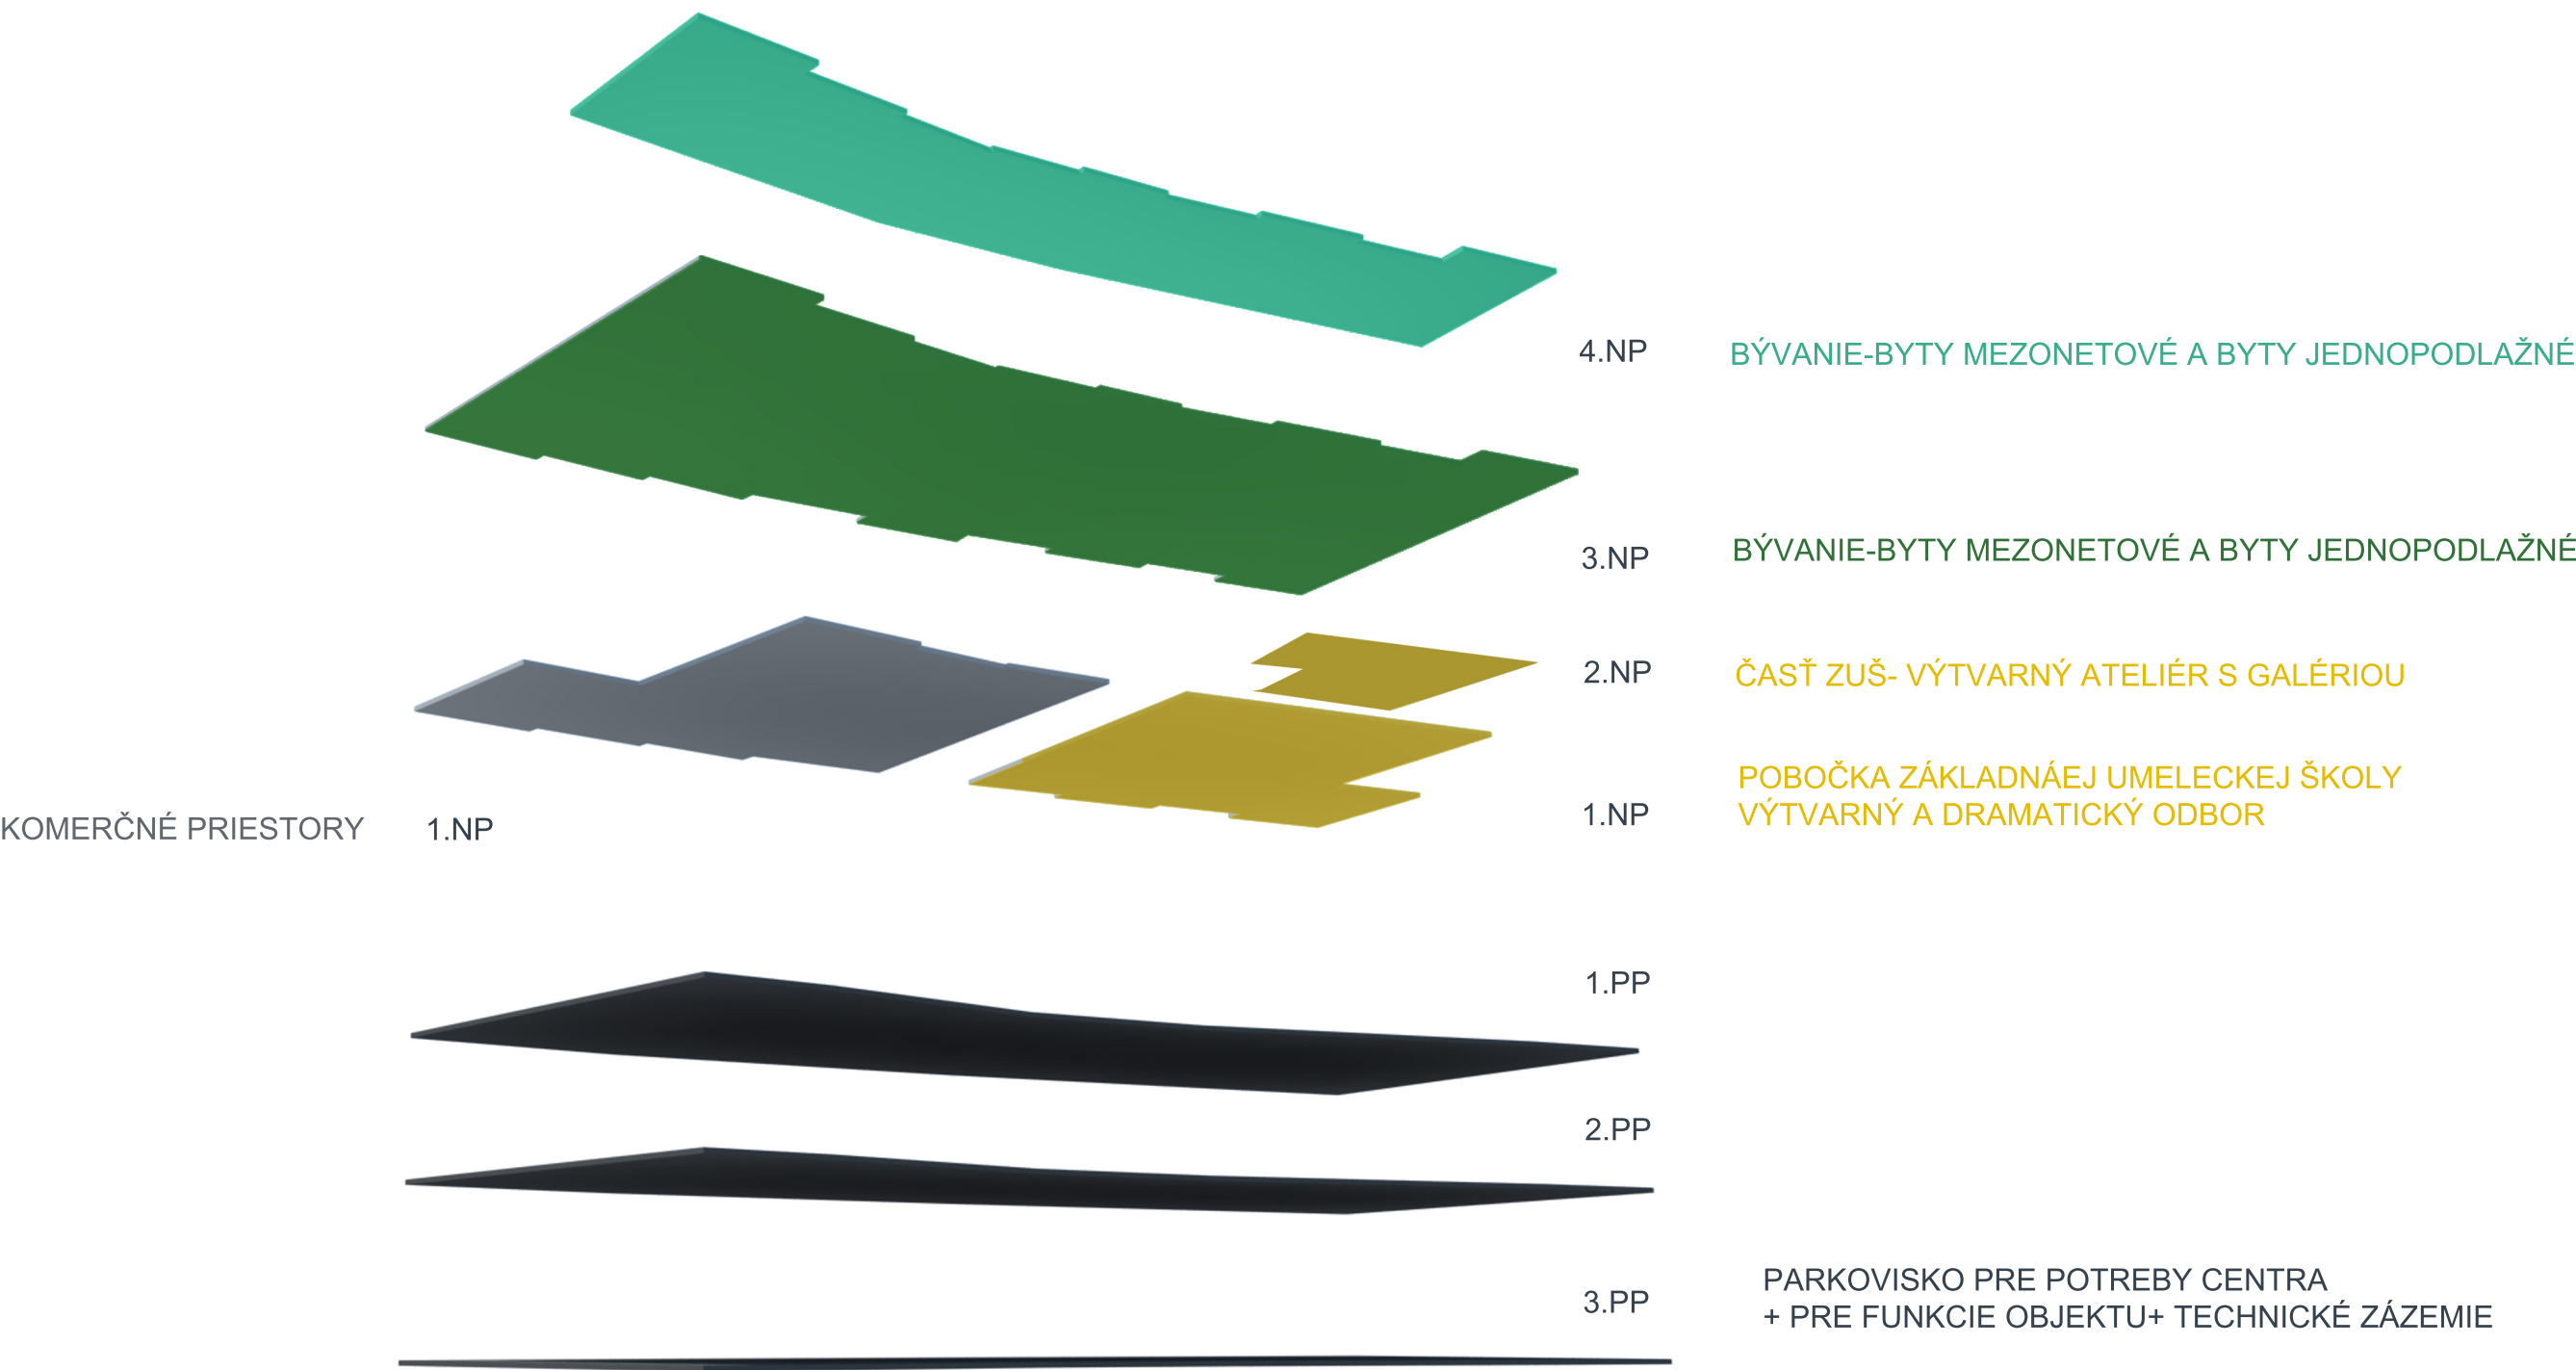 4.NP BÝVANIE-BYTY MEZONETOVÉ A BYTY JEDNOPODLAŽNÉ
3.NP BÝVANIE-BYTY MEZONETOVÉ A BYTY JEDNOPODLAŽNÉ
2.NP ČASŤ ZUŠ- VÝTVARNÝ ATELIÉR S GALÉRIOU
POBOČKA ZÁKLADNÁEJ UMELECKEJ ŠKOLY
1.NP VÝTVARNÝ A DRAMATICKÝ ODBOR
KOMERČNÉ PRIESTORY 1.NP
1.PP
2.PP
3.PP
PARKOVISKO PRE POTREBY CENTRA
+ PRE FUNKCIE OBJEKTU+ TECHNICKÉ ZÁZEMIE